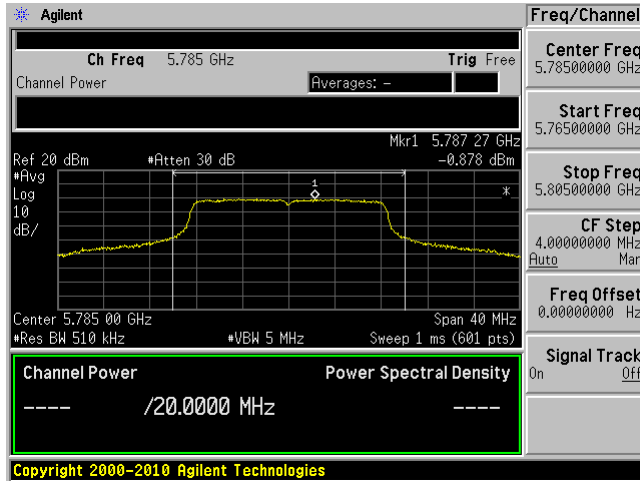 Agilent
Freq/Channel
Ch Freq 5.785 GHz Trig Free
Channel Power Averages: –
Mkr1 5.787 27 GHz
Ref 20 dBm #Atten 30 dB –0.878 dBm
#Avg
Log
10
dB/
1
*
Center 5.785 00 GHz Span 40 MHz
#Res BW 510 kHz #VBW 5 MHz Sweep 1 ms (601 pts)
Channel Power Power Spectral Density
---- /20.0000 MHz ----
Copyright 2000–2010 Agilent Technologies
Center Freq
5.78500000 GHz
Start Freq
5.76500000 GHz
Stop Freq
5.80500000 GHz
CF Step
4.00000000 MHz
Auto Man
Freq Offset
0.00000000 Hz
Signal Track
On Off